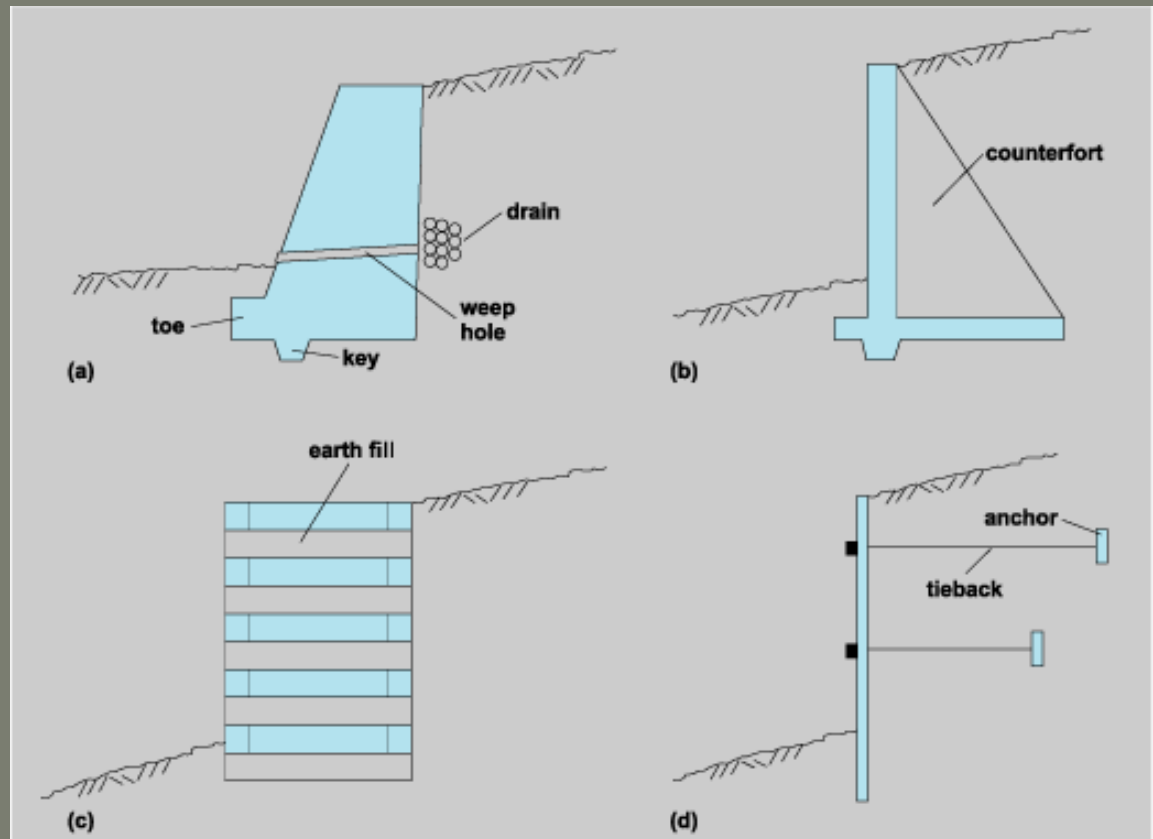 drain
weep
hole
toe
key
(a)
counterfort
(b)
earth fill
(c)
anchor
tieback
(d)